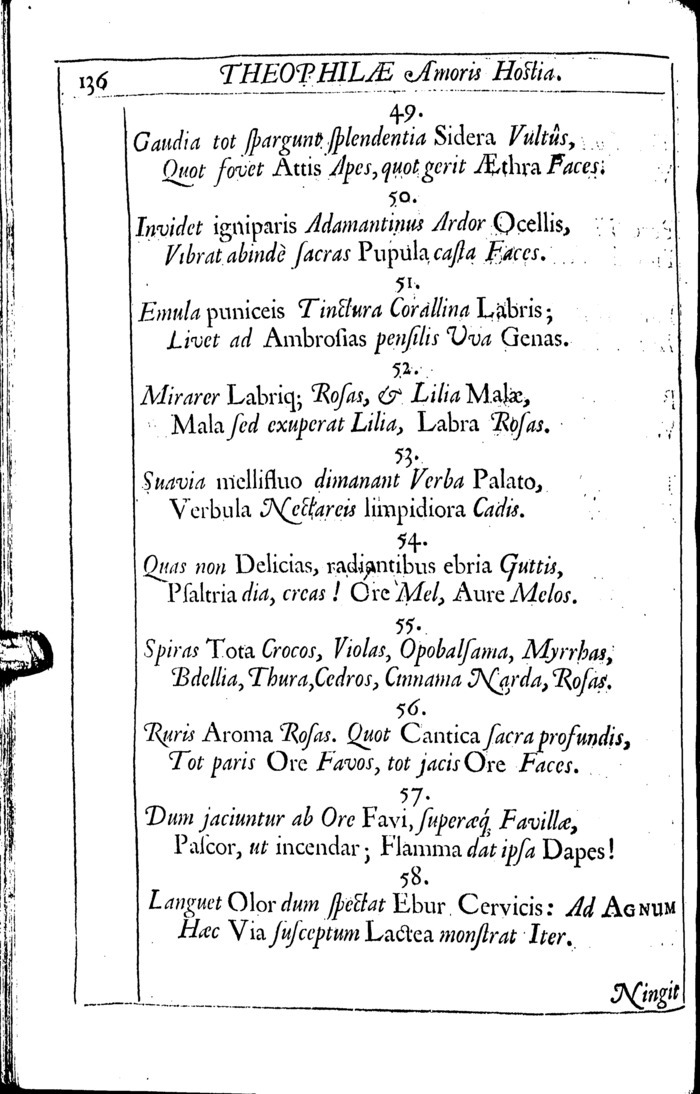 136 THEOPHILÆ Amoris Hostia.
49.
Gaudia tot ſpargunt ſplendentia Sidera Vultûs,
Quot fovet Attis Apes, quot gerit Æthra Faces.
50.
Invidet igniparis Adamantinus Ardor Ocellis,
Vibrat abindè ſacras Pupula caſta Faces.
51.
Emula puniceis Tinctura Corallina Labris;
Livet ad Ambroſias penſilis Uva Genas.
52.
Mirarer Labriq; Roſas, & Lilia Malæ,
Mala ſed exuperat Lilia, Labra Roſas.
53.
Suavia mellifluo dimanant Verba Palato,
Verbula Nectareis limpidiora Cadis.
54.
Quas non Delicias, radiantibus ebria Guttis,
Pſaltria dia, creas! Ore Mel, Aure Melos.
55.
Spiras Tota Crocos, Violas, Opobalſama, Myrrhas,
Bdellia, Thura, Cedros, Cinnama Narda, Roſas.
56.
Ruris Aroma Roſas. Quot Cantica ſacra profundis,
Tot paris Ore Favos, tot jacis Ore Faces.
57.
Dum jaciuntur ab Ore Favi, ſuperæq́; Favillæ,
Paſcor, ut incendar; Flamma dat ipſa Dapes!
58.
Languet Olor dum ſpectat Ebur Cervicis: Ad AGNUM
Hæc Via ſuſceptum Lactea monſtrat Iter.
Ningit